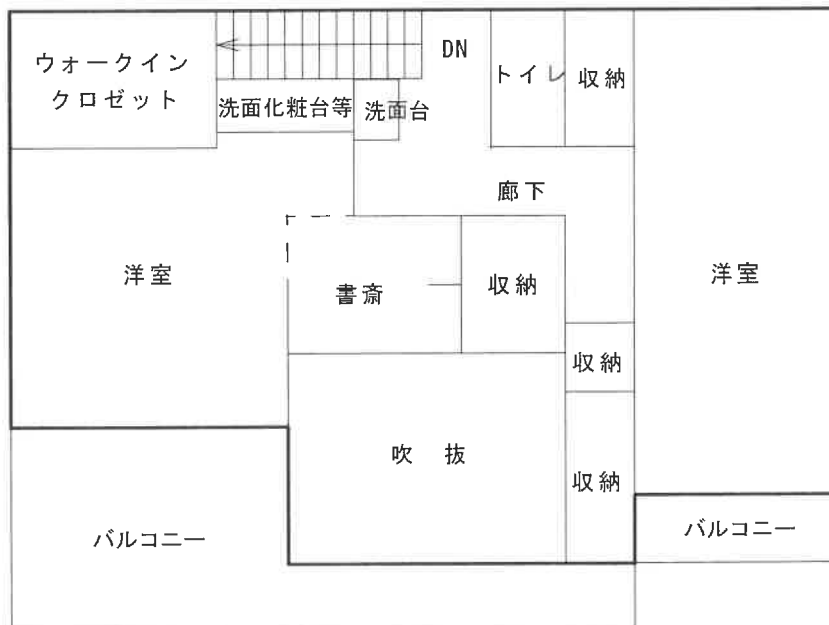 ウォークイン
クロゼット
DN
トイレ
収納
洗面化粧台等
洗面台
廊下
洋室
書斎
収納
洋室
収納
吹 抜
収納
バルコニー
バルコニー